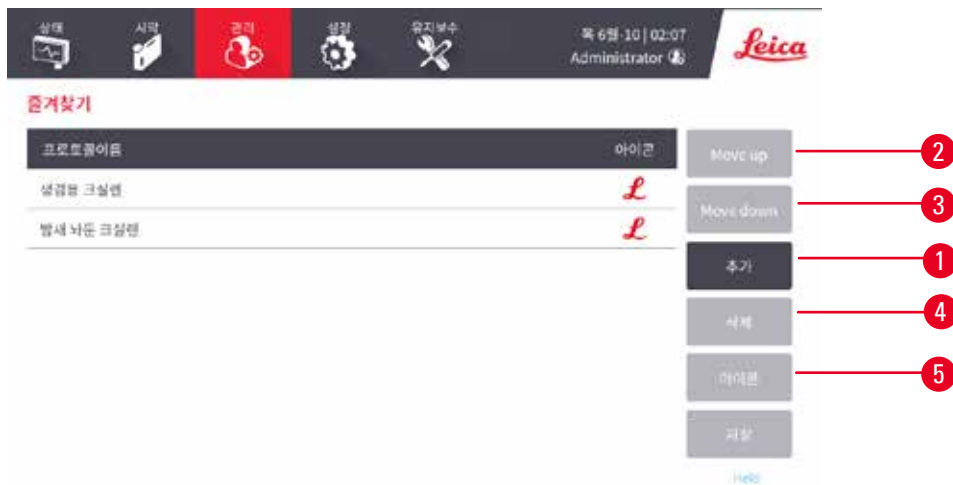 상태 시약 관리 설정 유지보수
목 6월-10 | 02:07
Administrator
Leica
즐겨찾기
프로토콜이름 아이콘
Move up 2
생검용 크실렌
Move down 3
밤새 놔둔 크실렌
추가 1
삭제 4
아이콘 5
저장
Help